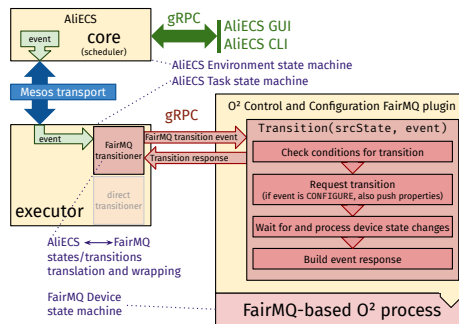 AliECS
core
(scheduler)
event
gRPC
AliECS GUI
AliECS CLI
AliECS Environment state machine
AliECS Task state machine
Mesos transport
gRPC
O² Control and Configuration FairMQ plugin
event
FairMQ
transitioner
FairMQ transition event
Transition response
direct
transitioner
executor
Transition(srcState, event)
Check conditions for transition
Request transition
(if event is CONFIGURE, also push properties)
Wait for and process device state changes
Build event response
AliECS FairMQ
states/transitions
translation and wrapping
FairMQ Device
state machine
FairMQ-based O² process